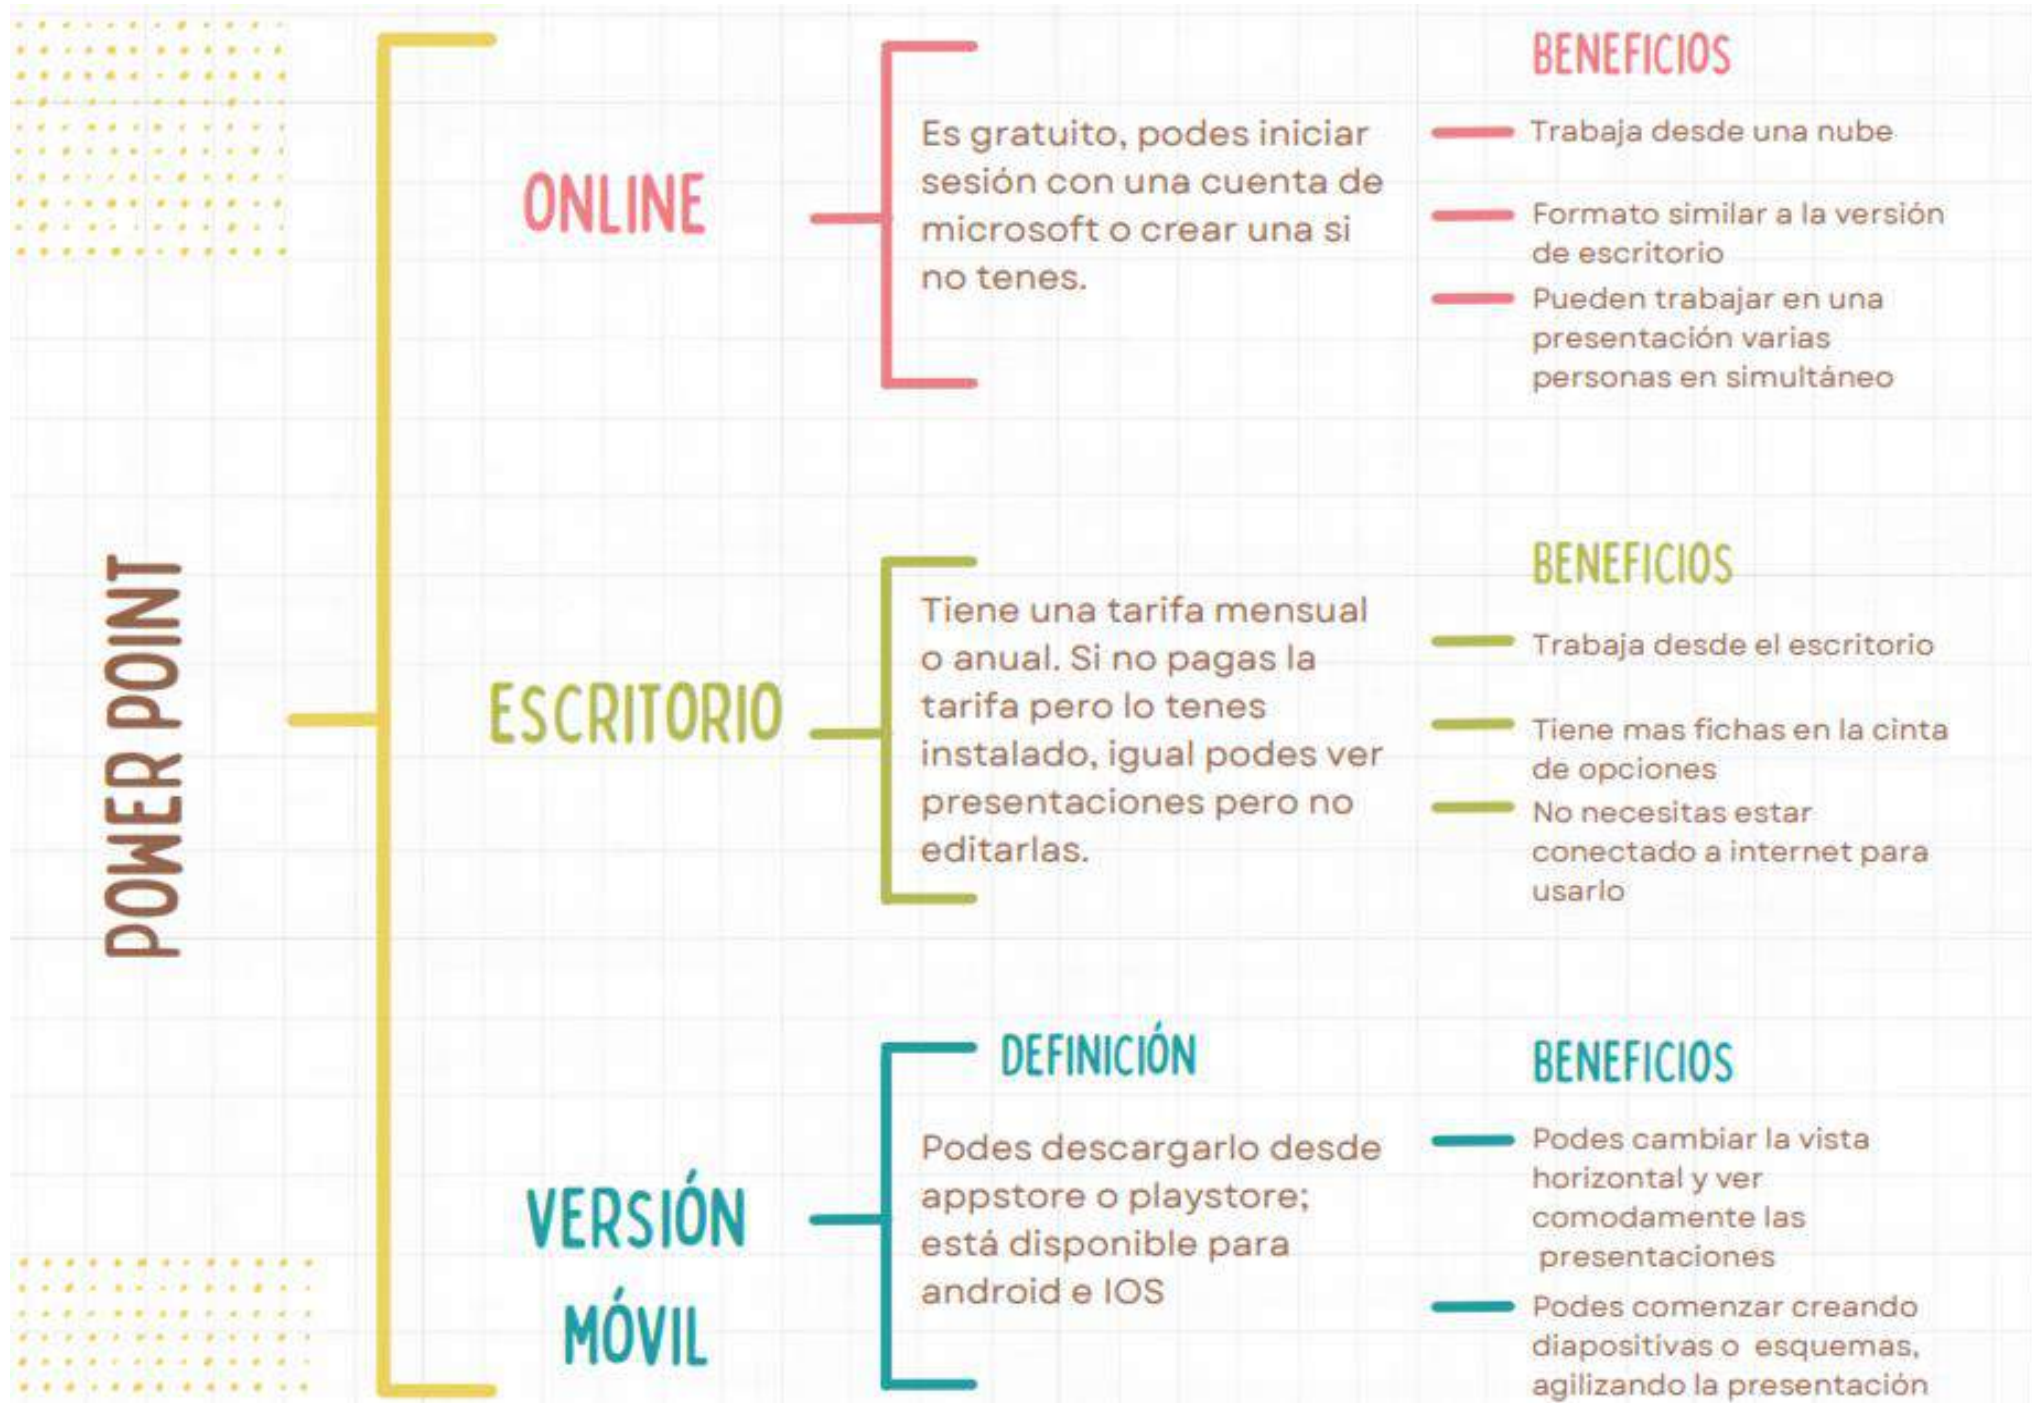 POWER POINT
ONLINE
Es gratuito, podes iniciar
sesión con una cuenta de
microsoft o crear una si
no tenes.
BENEFICIOS
Trabaja desde una nube
Formato similar a la versión
de escritorio
Pueden trabajar en una
presentación varias
personas en simultáneo
ESCRITORIO
Tiene una tarifa mensual
o anual. Si no pagas la
tarifa pero lo tenes
instalado, igual podes ver
presentaciones pero no
editarlas.
BENEFICIOS
Trabaja desde el escritorio
Tiene mas fichas en la cinta
de opciones
No necesitas estar
conectado a internet para
usarlo
VERSIÓN
MÓVIL
DEFINICIÓN
Podes descargarlo desde
appstore o playstore;
está disponible para
android e IOS
BENEFICIOS
Podes cambiar la vista
horizontal y ver
comodamente las
presentaciones
Podes comenzar creando
diapositivas o esquemas,
agilizando la presentación